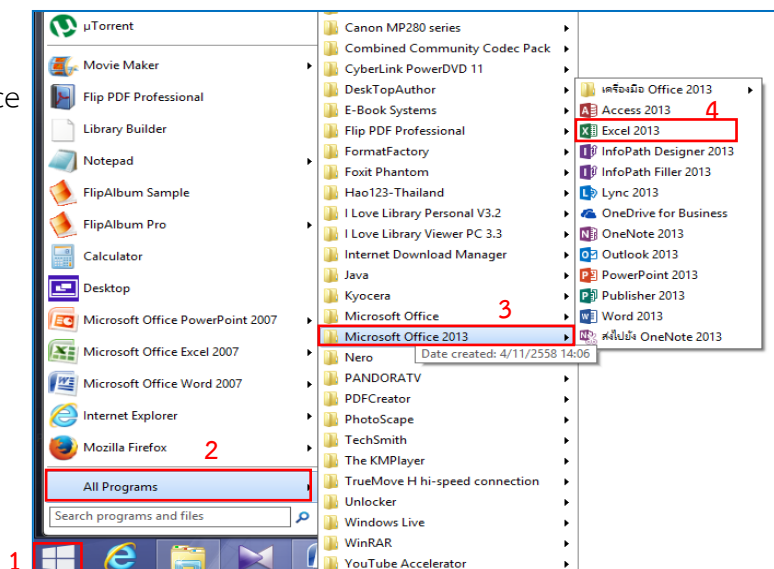 ce
µTorrent
Movie Maker
Flip PDF Professional
Library Builder
Notepad
FlipAlbum Sample
FlipAlbum Pro
Calculator
Desktop
Microsoft Office PowerPoint 2007
Microsoft Office Excel 2007
Microsoft Office Word 2007
Internet Explorer
Mozilla Firefox
2
All Programs
Search programs and files
1
Canon MP280 series
Combined Community Codec Pack
CyberLink PowerDVD 11
DeskTopAuthor
E-Book Systems
Flip PDF Professional
FormatFactory
Foxit Phantom
Hao123-Thailand
I Love Library Personal V3.2
I Love Library Viewer PC 3.3
Internet Download Manager
Java
Kyocera
Microsoft Office
3
Microsoft Office 2013
Date created: 4/11/2558 14:06
Nero
PANDORATV
PDFCreator
PhotoScape
TechSmith
The KMPlayer
TrueMove H hi-speed connection
Unlocker
Windows Live
WinRAR
YouTube Accelerator
เครื่องมือ Office 2013
Access 2013
4
Excel 2013
InfoPath Designer 2013
InfoPath Filler 2013
Lync 2013
OneDrive for Business
OneNote 2013
Outlook 2013
PowerPoint 2013
Publisher 2013
Word 2013
ส่งไปยัง OneNote 2013